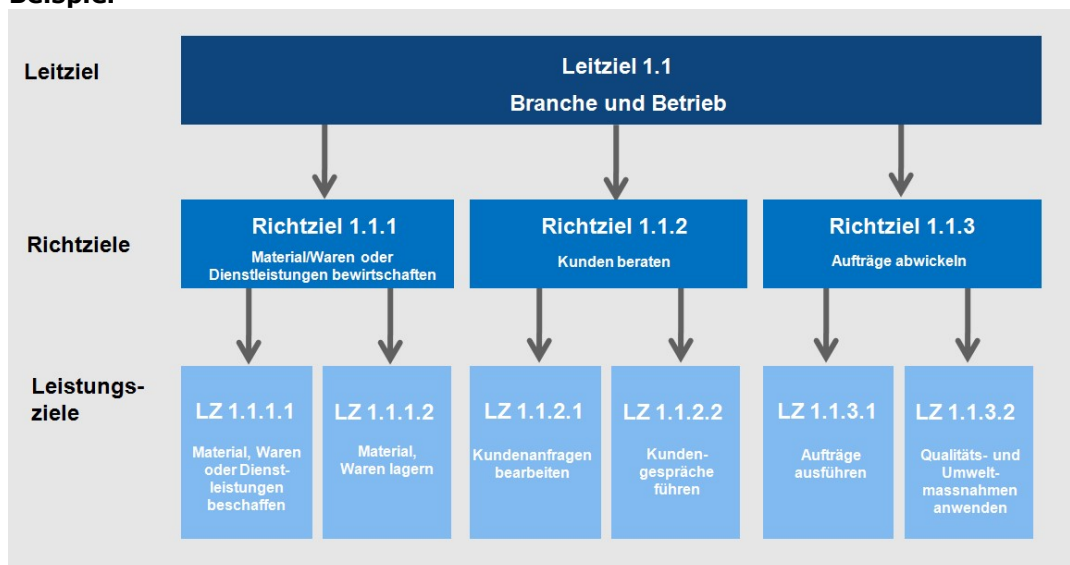 Beispiel
Leitziel
Leitziel 1.1
Branche und Betrieb
Richtziele
Richtziel 1.1.1
Material/Waren oder
Dienstleistungen bewirtschaften
Richtziel 1.1.2
Kunden beraten
Richtziel 1.1.3
Aufträge abwickeln
Leistungs-
ziele
LZ 1.1.1.1
Material, Waren
oder Dienst-
leistungen
beschaffen
LZ 1.1.1.2
Material,
Waren lagern
LZ 1.1.2.1
Kundenanfragen
bearbeiten
LZ 1.1.2.2
Kunden-
gespräche
führen
LZ 1.1.3.1
Aufträge
ausführen
LZ 1.1.3.2
Qualitäts- und
Umwelt-
massnahmen
anwenden